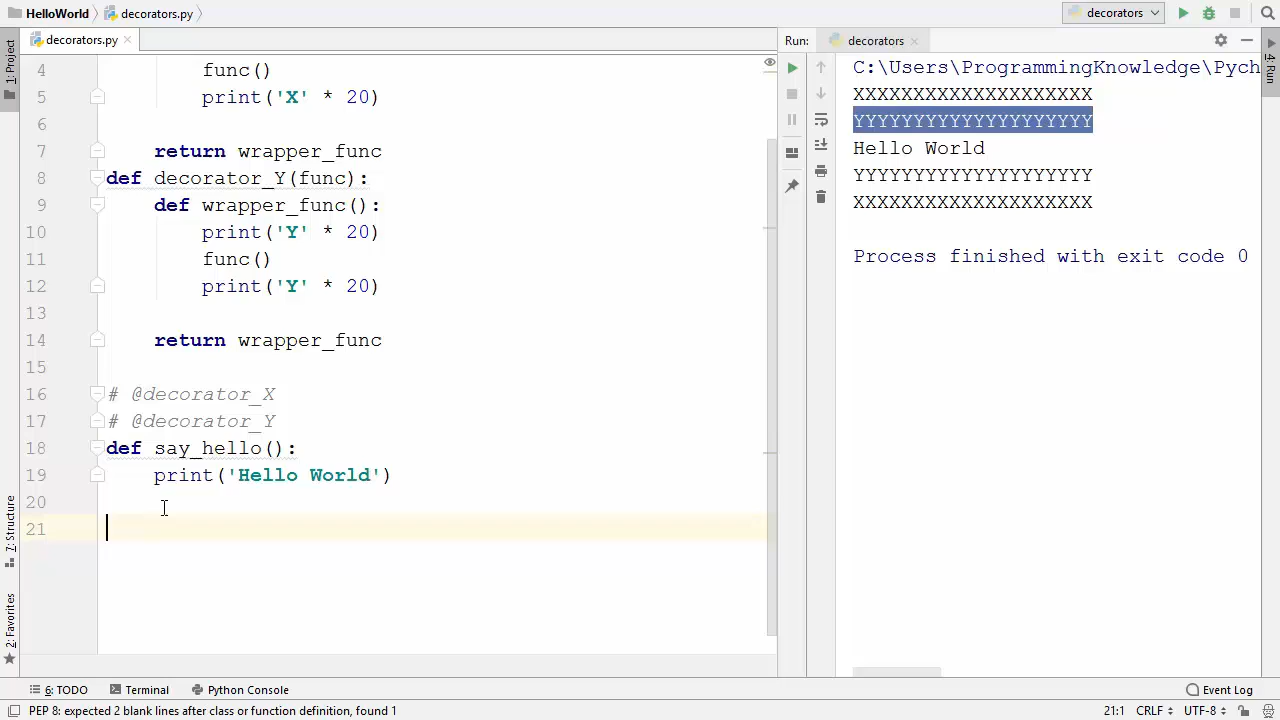 HelloWorld decorators.py decorators
decorators.py Run: decorators
1: Project
4: Run
4 func()
5 print('X' * 20)
6
7 return wrapper_func
8 def decorator_Y(func):
9 def wrapper_func():
10 print('Y' * 20)
11 func()
12 print('Y' * 20)
13
14 return wrapper_func
15
16 # @decorator_X
17 # @decorator_Y
18 def say_hello():
19 print('Hello World')
20
21
C:\Users\ProgrammingKnowledge\Pych
XXXXXXXXXXXXXXXXXXXX
YYYYYYYYYYYYYYYYYYYY
Hello World
YYYYYYYYYYYYYYYYYYYY
XXXXXXXXXXXXXXXXXXXX
Process finished with exit code 0
7: Structure
2: Favorites
6: TODO Terminal Python Console Event Log
PEP 8: expected 2 blank lines after class or function definition, found 1 21:1 CRLF UTF-8